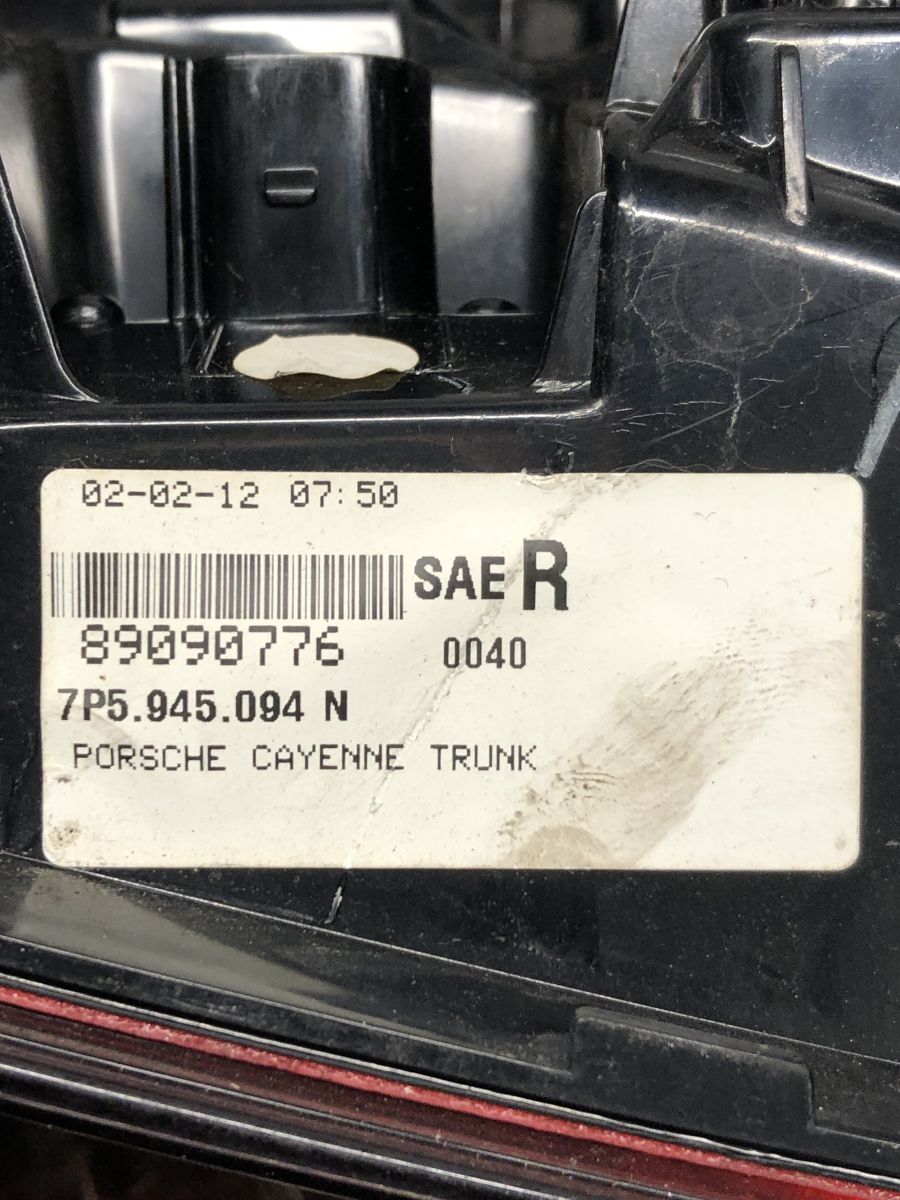 02-02-12 07:50
SAE R
89090776 0040
7P5.945.094 N
PORSCHE CAYENNE TRUNK